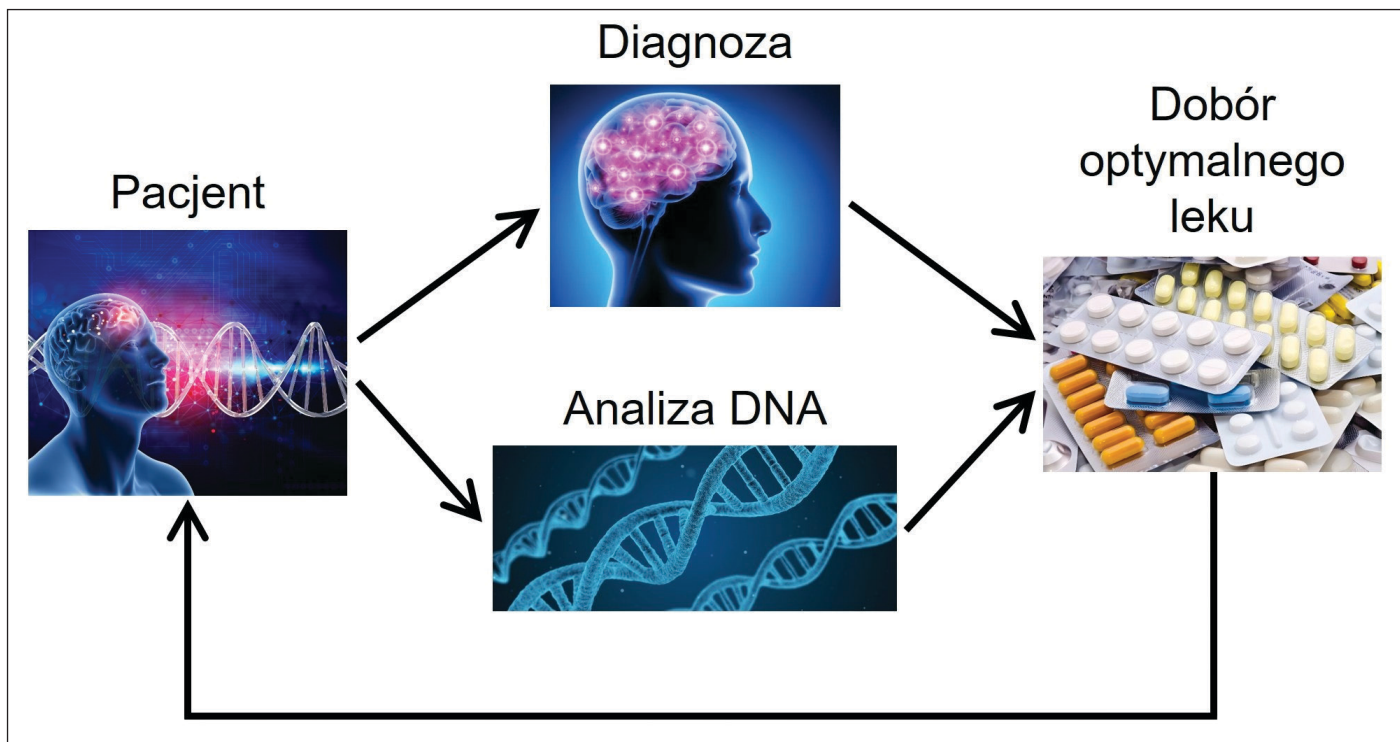 Diagnoza
Dobór
optymalnego
leku
Pacjent
Analiza DNA